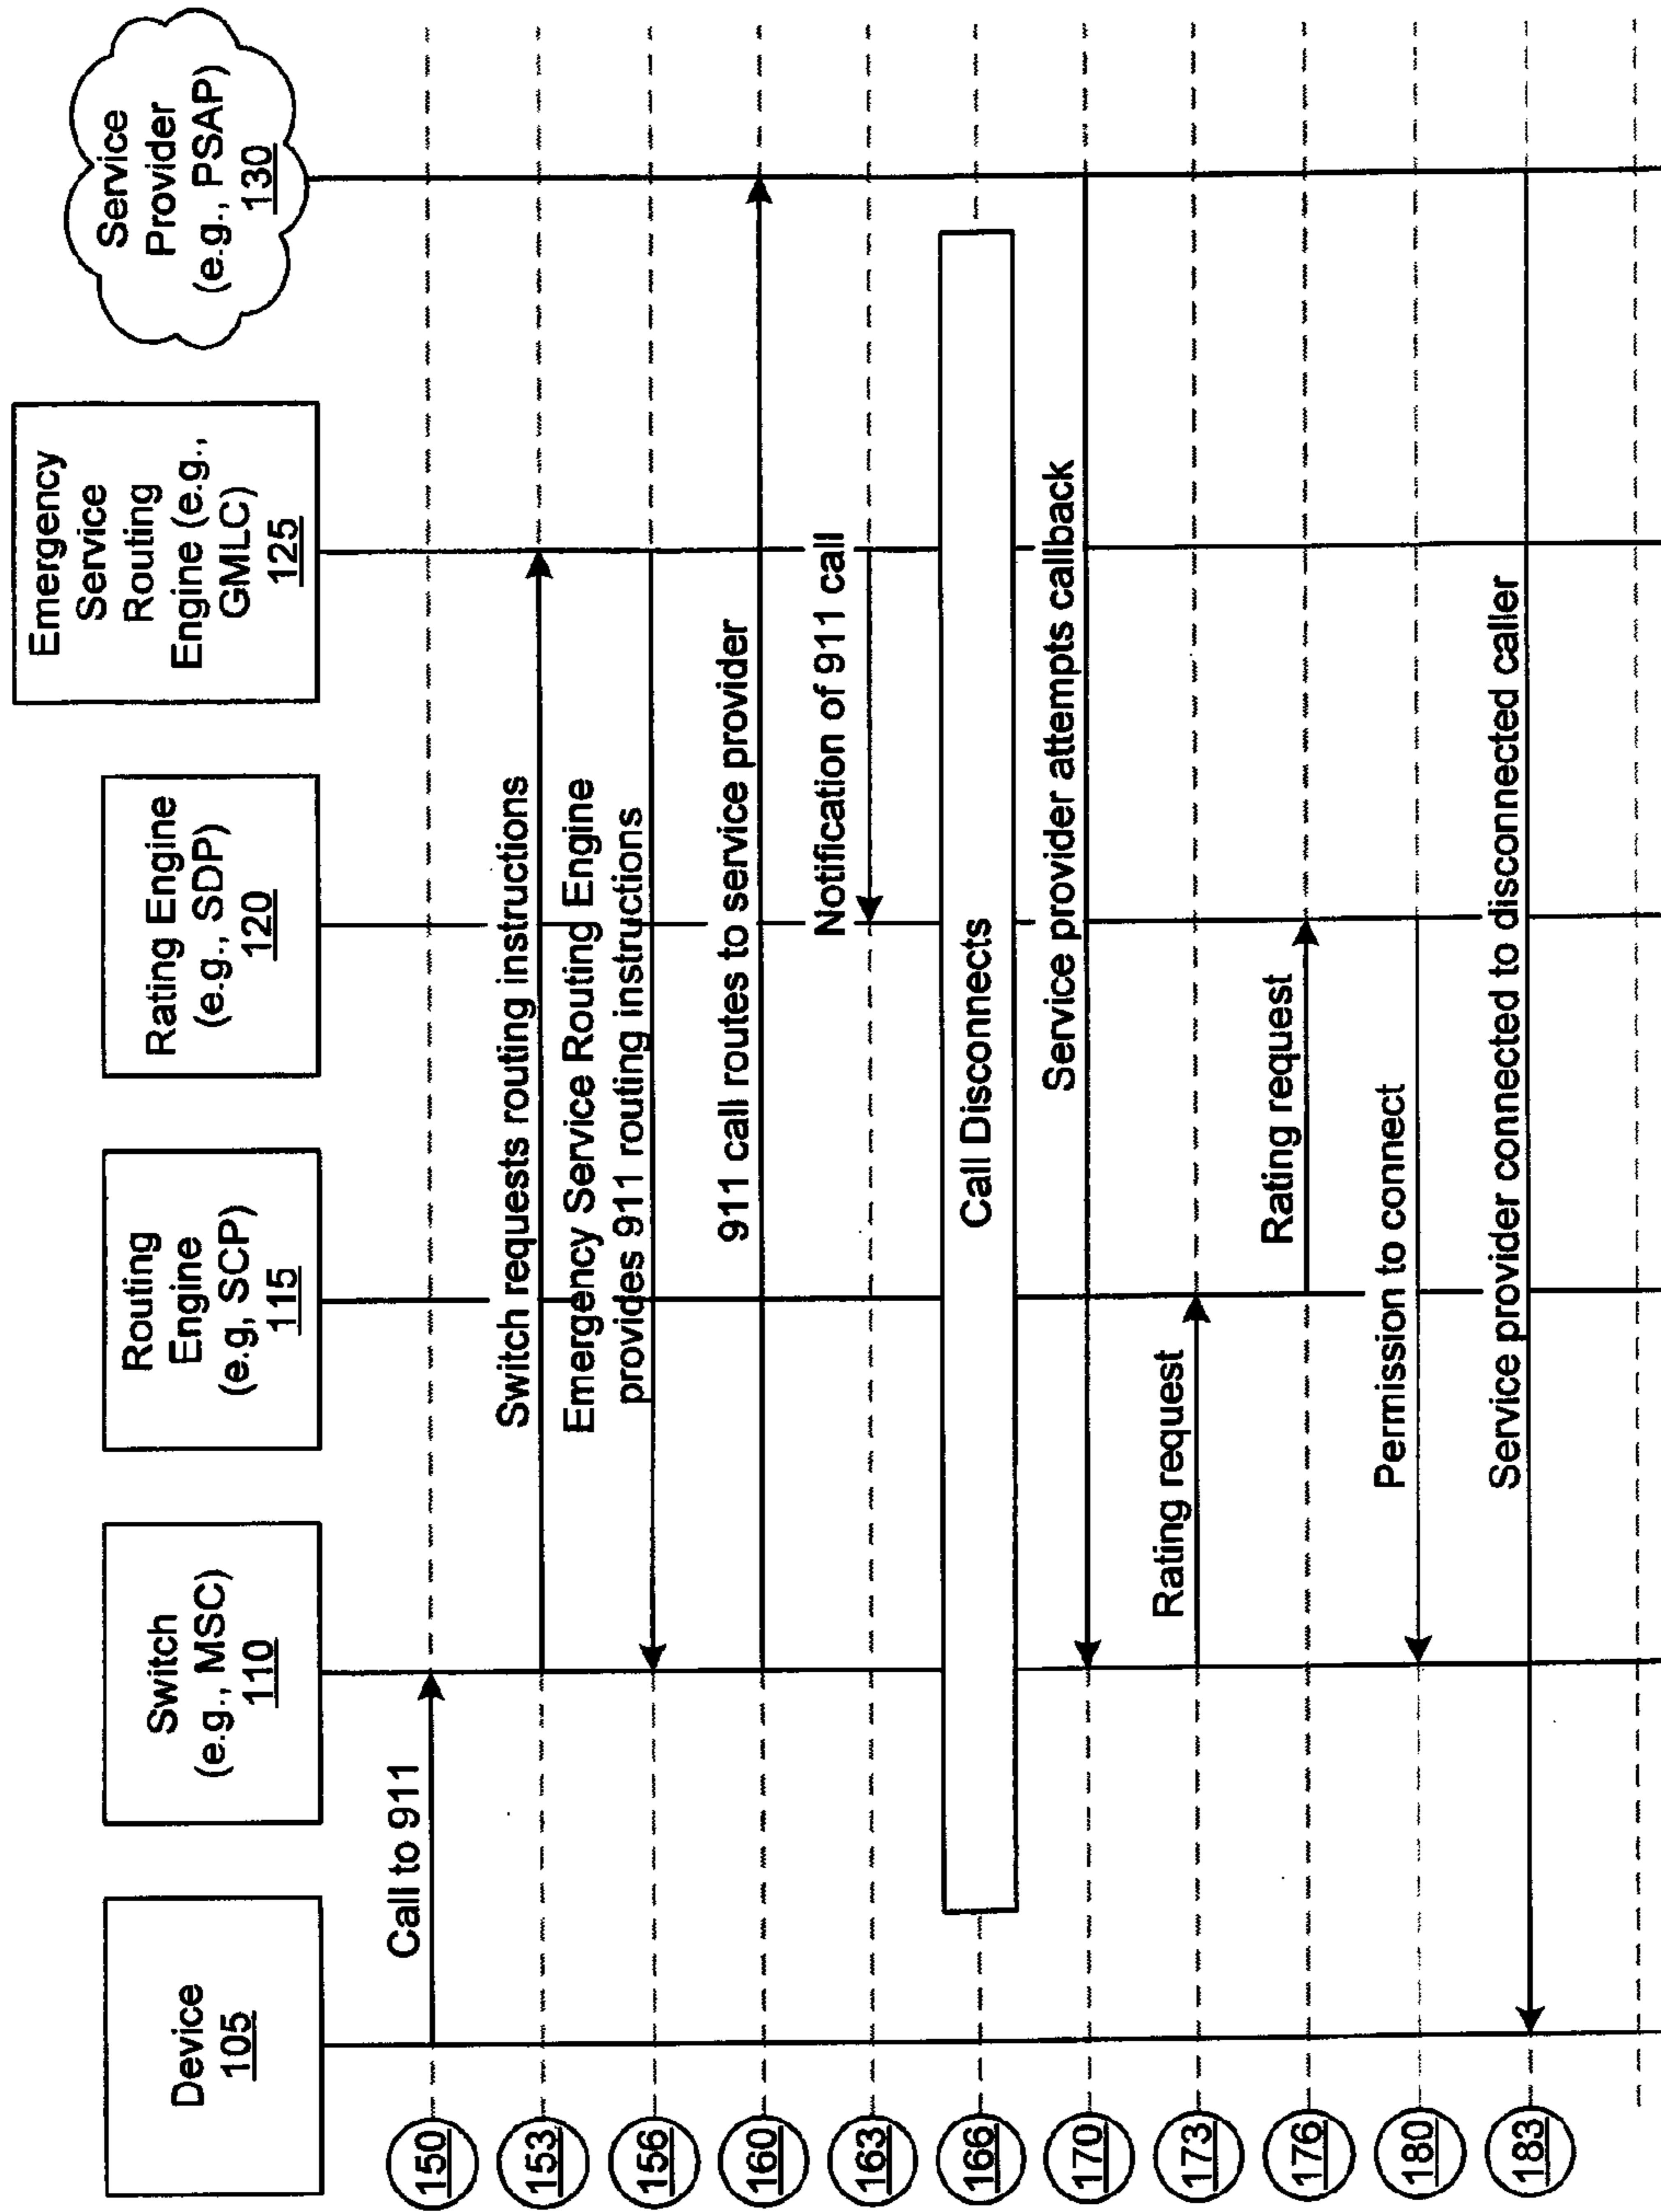 Device
105
Switch
(e.g., MSC)
110
Routing
Engine
(e.g, SCP)
115
Rating Engine
(e.g., SDP)
120
Emergency
Service
Routing
Engine (e.g.,
GMLC)
125
Service
Provider
(e.g., PSAP)
130
150
Call to 911
153
Switch requests routing instructions
156
Emergency Service Routing Engine
provides 911 routing instructions
160
911 call routes to service provider
163
Notification of 911 call
166
Call Disconnects
170
Service provider attempts callback
173
Rating request
176
Rating request
180
Permission to connect
183
Service provider connected to disconnected caller